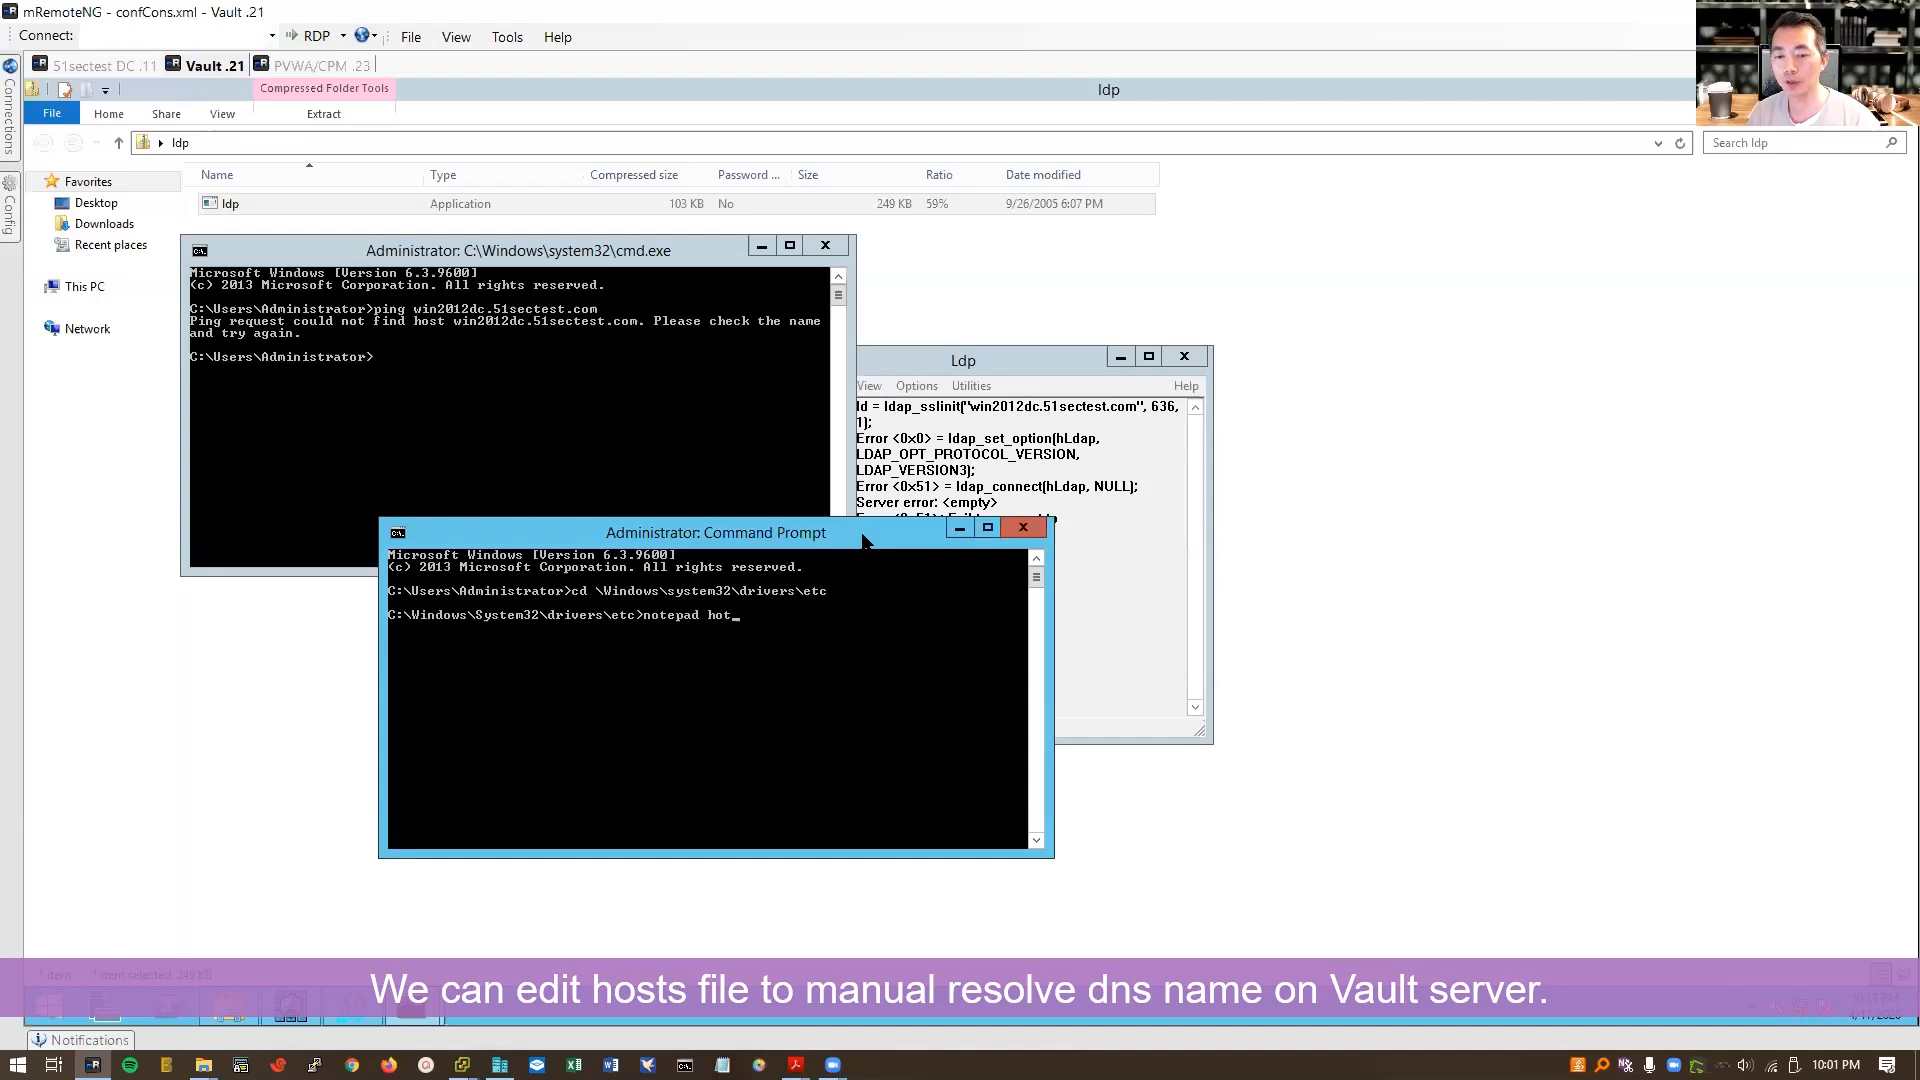 mRemoteNG - confCons.xml - Vault .21
Connect:
RDP
File View Tools Help
51sectest DC .11 Vault .21 PVWA/CPM .23
Connections
Config
Compressed Folder Tools
ldp
File Home Share View Extract
ldp
Search ldp
Name Type Compressed size Password ... Size Ratio Date modified
ldp Application 103 KB No 249 KB 59% 9/26/2005 6:07 PM
Favorites
Desktop
Downloads
Recent places
This PC
Network
Administrator: C:\Windows\system32\cmd.exe
Microsoft Windows [Version 6.3.9600]
(c) 2013 Microsoft Corporation. All rights reserved.
C:\Users\Administrator>ping win2012dc.51sectest.com
Ping request could not find host win2012dc.51sectest.com. Please check the name
and try again.
C:\Users\Administrator>
Ldp
View Options Utilities Help
ld = ldap_sslinit("win2012dc.51sectest.com", 636,
1);
Error <0x0> = ldap_set_option(hLdap,
LDAP_OPT_PROTOCOL_VERSION,
LDAP_VERSION3);
Error <0x51> = ldap_connect(hLdap, NULL);
Server error: <empty>
Administrator: Command Prompt
Microsoft Windows [Version 6.3.9600]
(c) 2013 Microsoft Corporation. All rights reserved.
C:\Users\Administrator>cd \Windows\system32\drivers\etc
C:\Windows\System32\drivers\etc>notepad hot_
1 item 1 item selected 249 KB
We can edit hosts file to manual resolve dns name on Vault server.
Notifications
10:01 PM